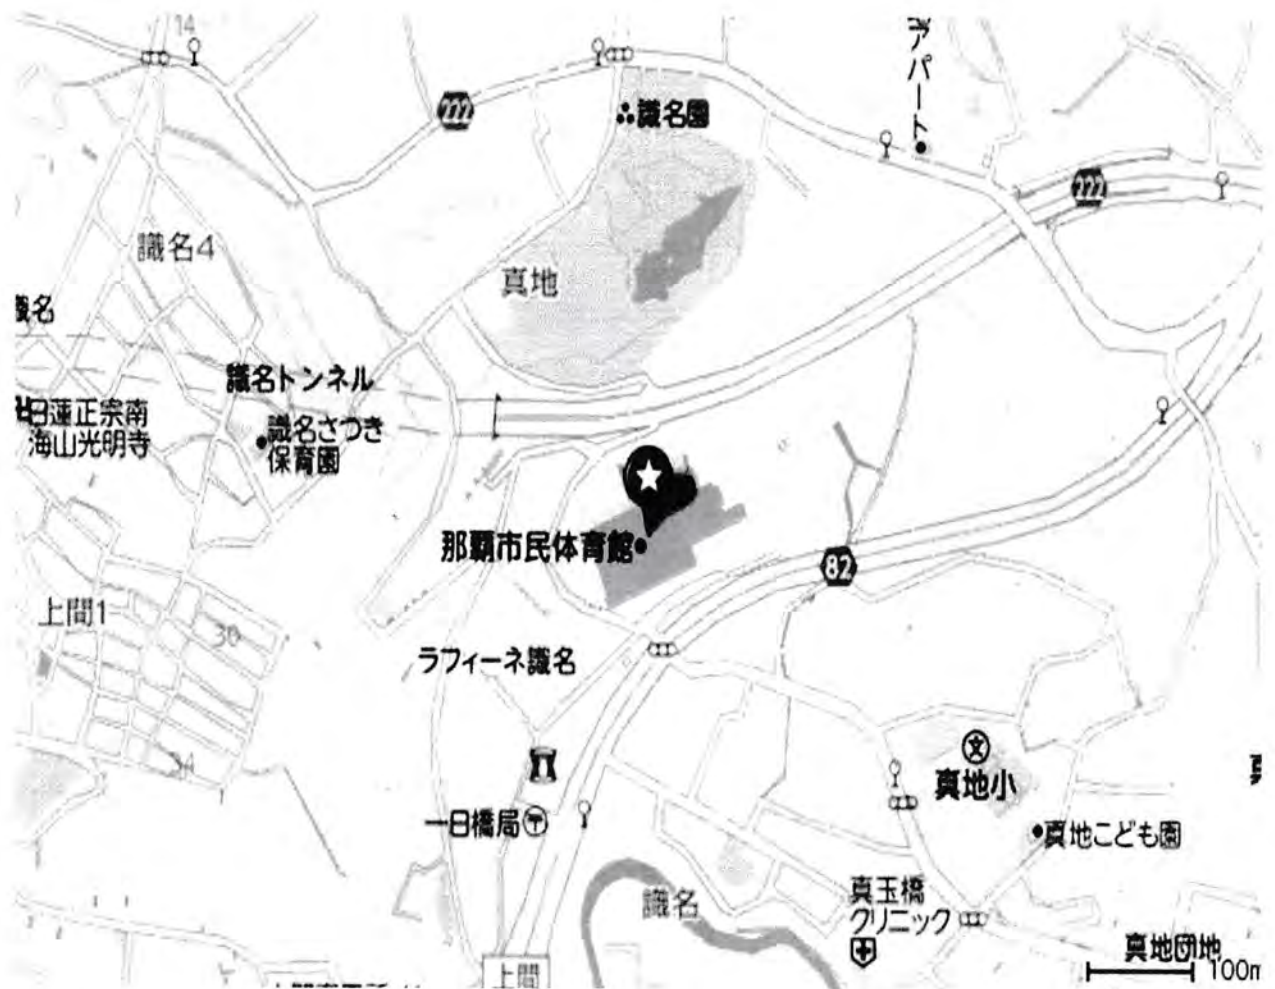 14
アパート
222
識名園
222
識名4
真地
識名トンネル
日蓮正宗南
海山光明寺
識名さつき
保育園
那覇市民体育館
82
上間1
30
ラフィーネ識名
真地小
一日橋局
真地こども園
識名
真玉橋
クリニック
真地団地
上間
100m